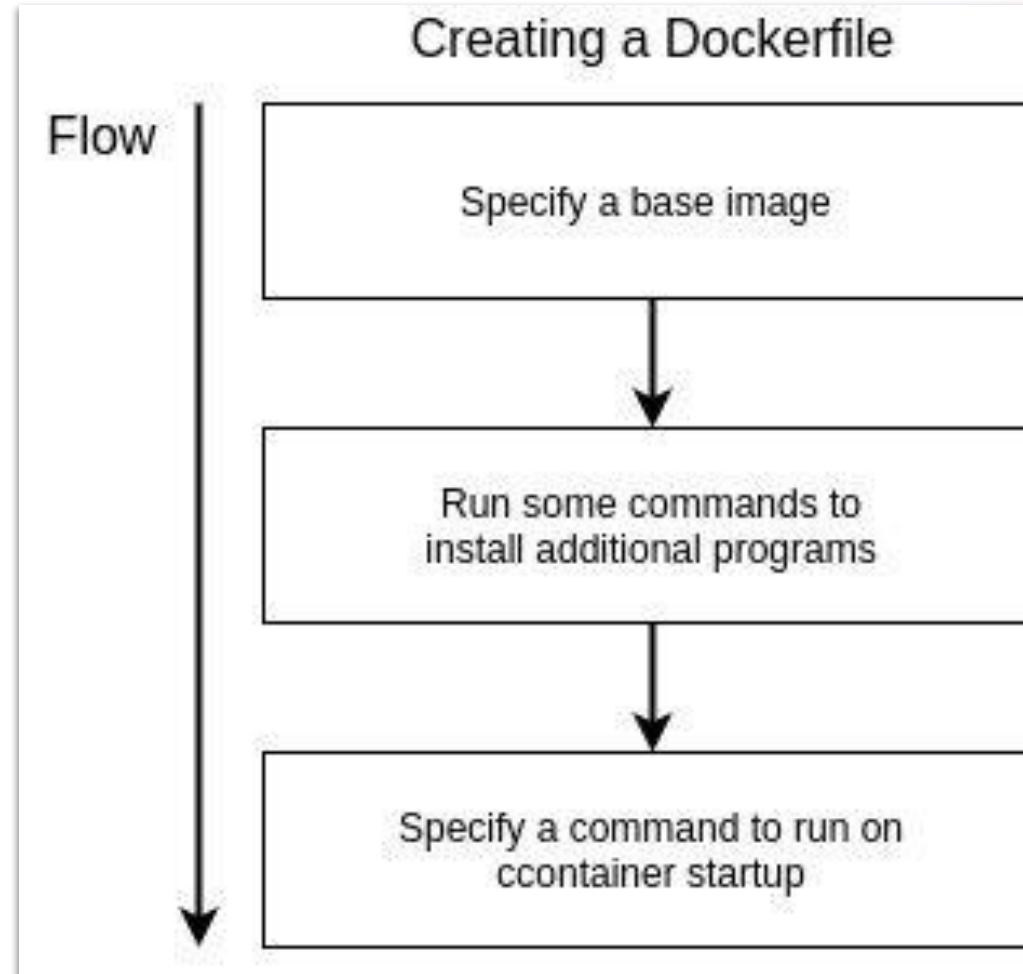 Creating a Dockerfile
Flow
Specify a base image
Run some commands to
install additional programs
Specify a command to run on
ccontainer startup